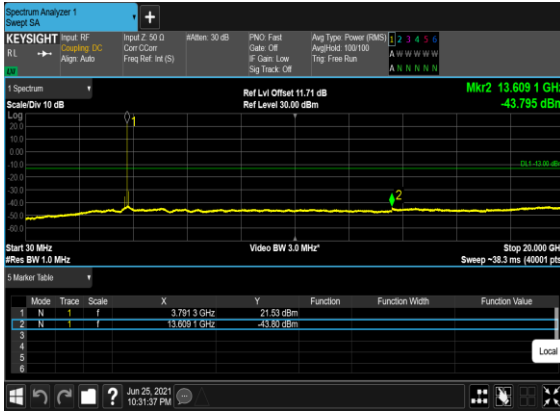 Spectrum Analyzer 1
Swept SA
KEYSIGHT
RL
Input: RF
Coupling: DC
Align: Auto
Input Z: 50 Ω
Corr CCorr
Freq Ref: Int (S)
#Atten: 30 dB
PNO: Fast
Gate: Off
IF Gain: Low
Sig Track: Off
Avg Type: Power (RMS)
Avg|Hold: 100/100
Trig: Free Run
1 2 3 4 5 6
A W W W W W
A N N N N N
1 Spectrum
Scale/Div 10 dB
Ref Lvl Offset 11.71 dB
Ref Level 30.00 dBm
Mkr2 13.609 1 GHz
-43.795 dBm
Log
20.0
10.0
0.00
-10.0
-20.0
-30.0
-40.0
-50.0
-60.0
1
2
DL1 -13.00 dBm
Start 30 MHz
#Res BW 1.0 MHz
Video BW 3.0 MHz*
Stop 20.000 GH
Sweep ~38.3 ms (40001 pts
5 Marker Table
Mode Trace Scale X Y Function Function Width Function Value
1 N 1 f 3.791 3 GHz 21.53 dBm
2 N 1 f 13.609 1 GHz -43.80 dBm
3
4
5
6
Local
?
Jun 25, 2021
10:31:37 PM